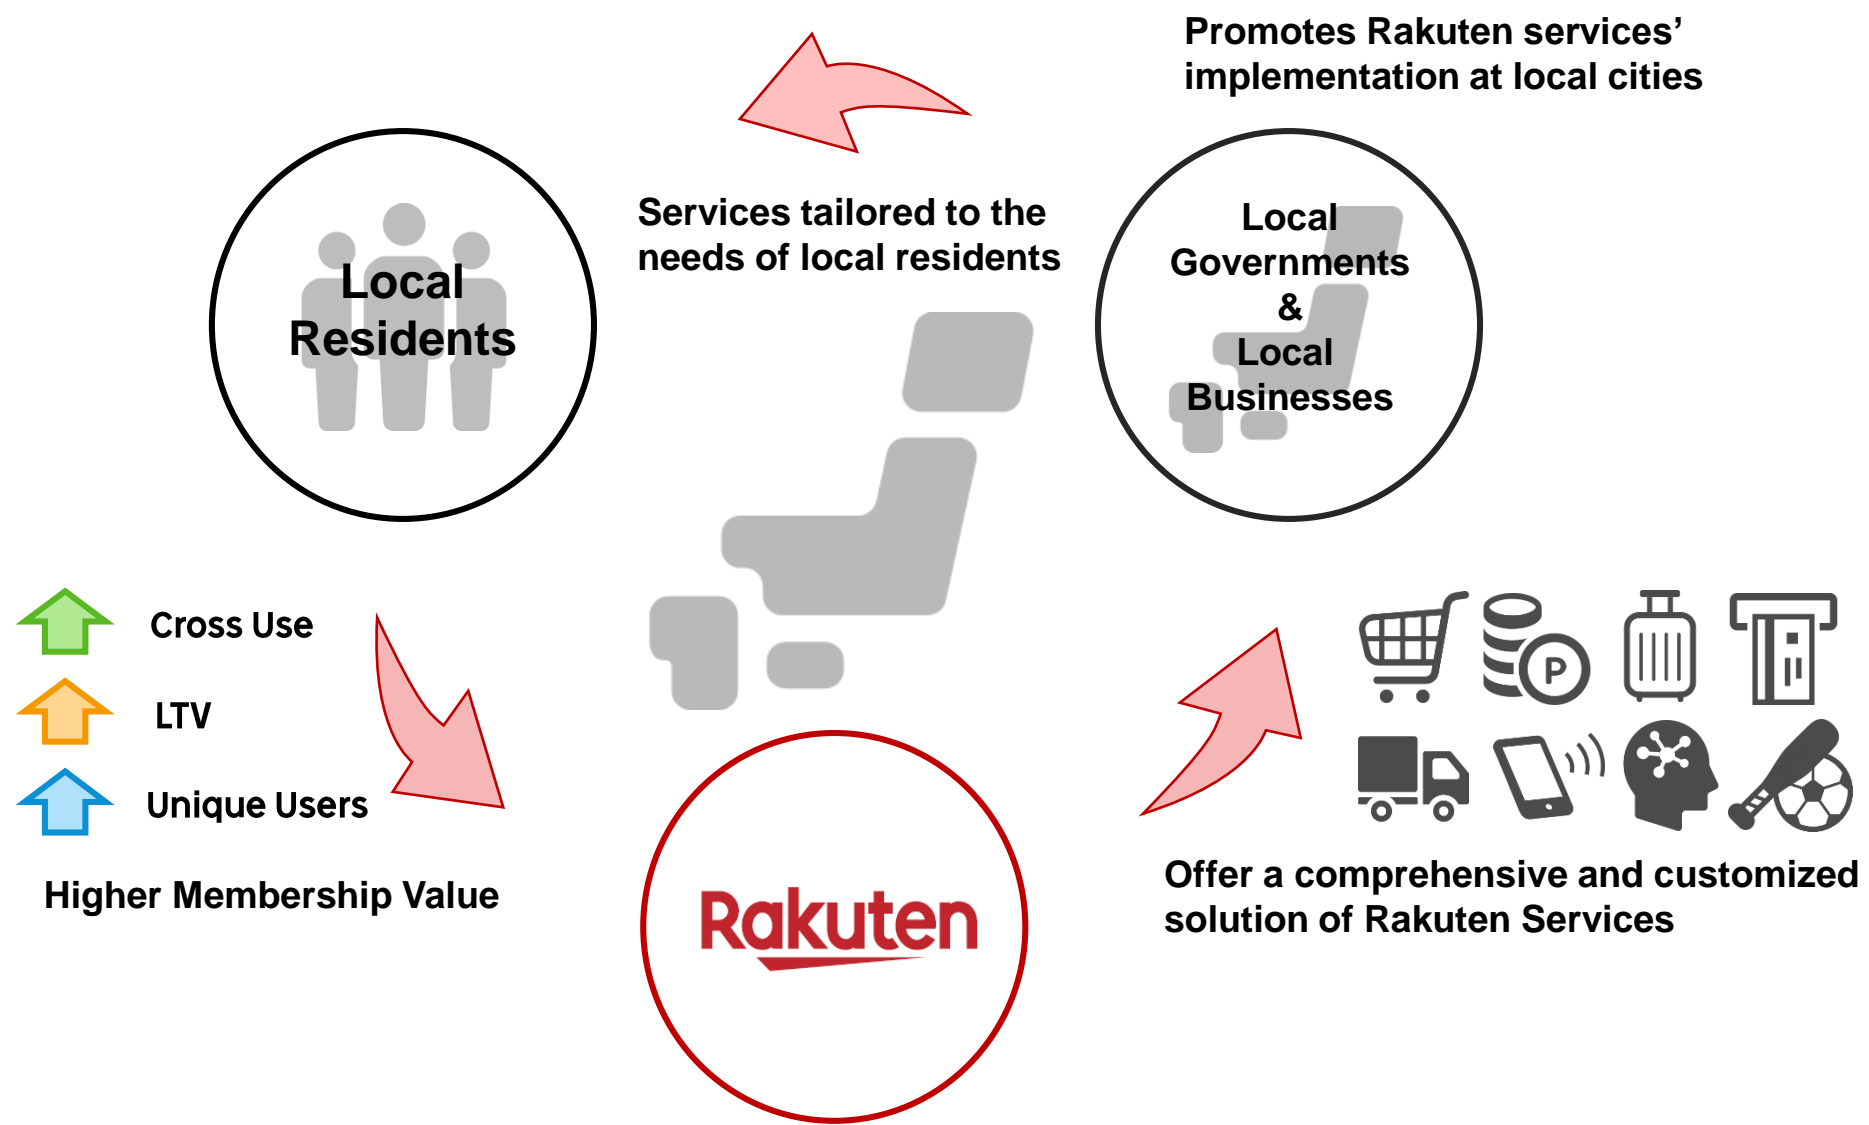 Promotes Rakuten services’
implementation at local cities
Services tailored to the
needs of local residents
Local
Residents
Local
Governments
&
Local
Businesses
Cross Use
LTV
Unique Users
Higher Membership Value
P
Rakuten
Offer a comprehensive and customized
solution of Rakuten Services